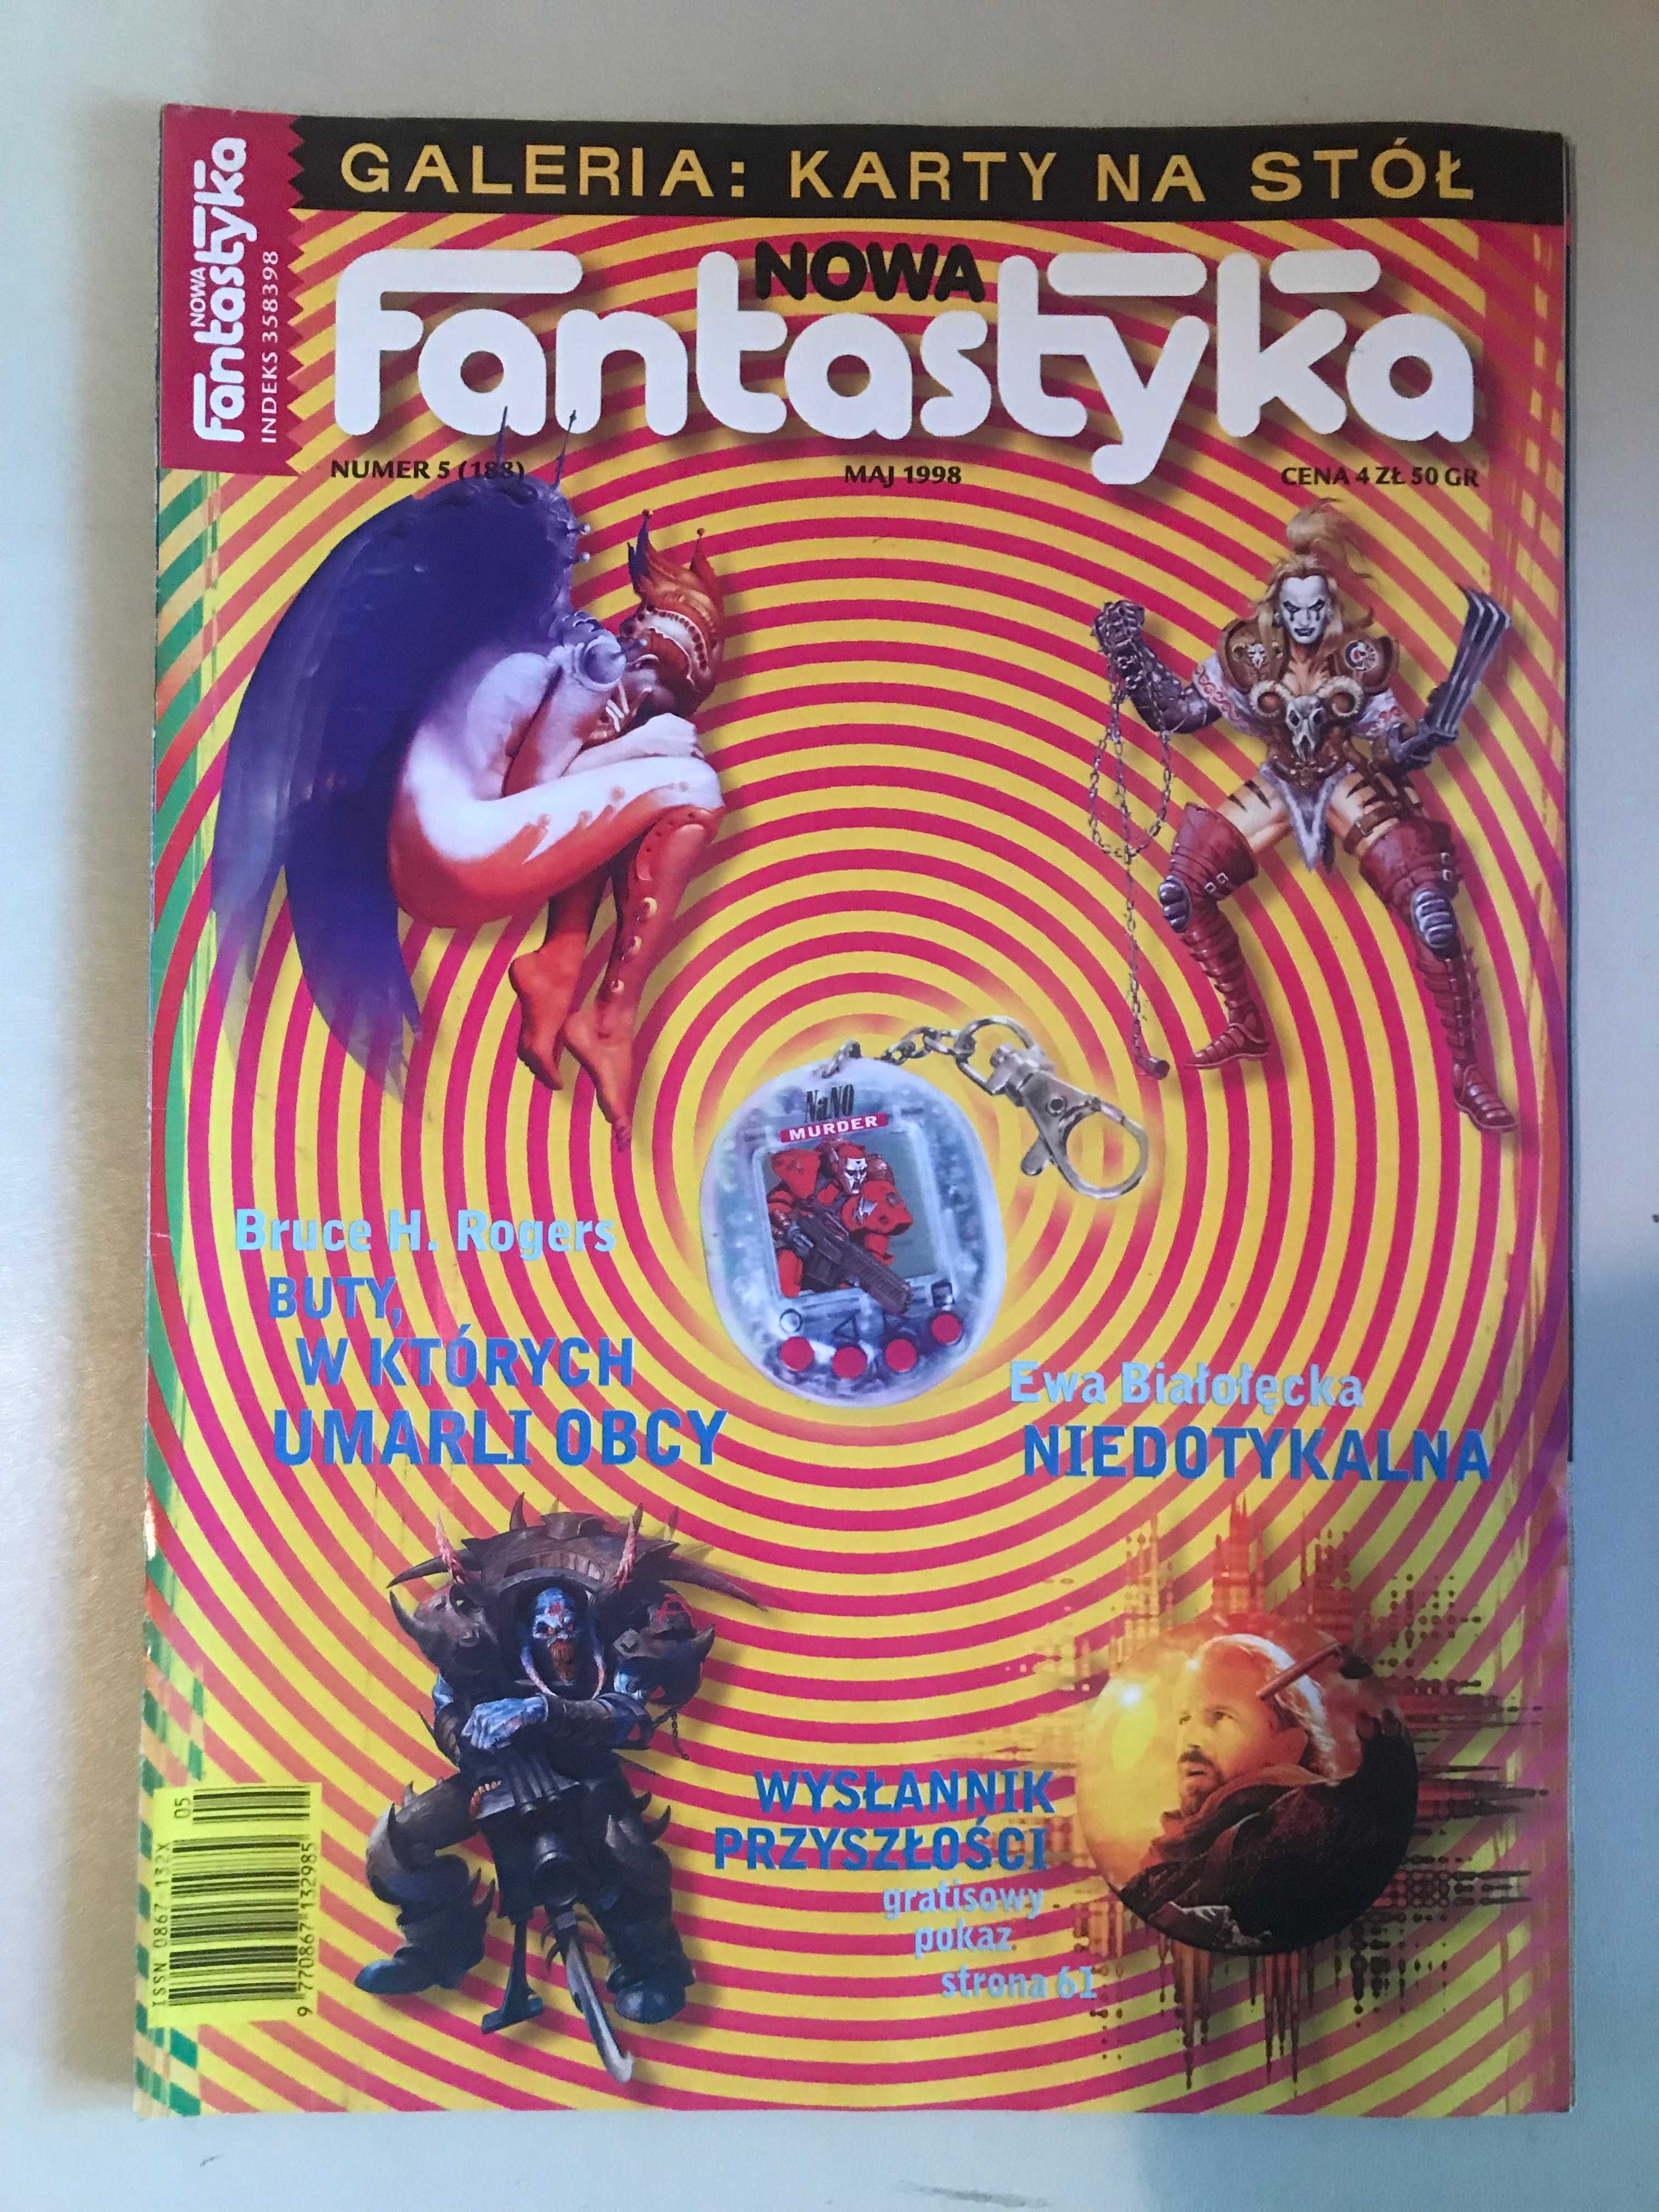 GALERIA: KARTY NA STÓŁ
NOWA
Fantastyka
INDEKS 358398
NOWA
Fantastyka
NUMER 5 (188)
MAJ 1998
CENA 4 ZŁ 50 GR
NaNO
MURDER
Bruce H. Rogers
BUTY,
W KTÓRYCH
UMARLI OBCY
Ewa Białołęcka
NIEDOTYKALNA
WYSŁANNIK
PRZYSZŁOŚCI
gratisowy
pokaz
strona 61
ISSN 0867-132X
05
9 770867 132985